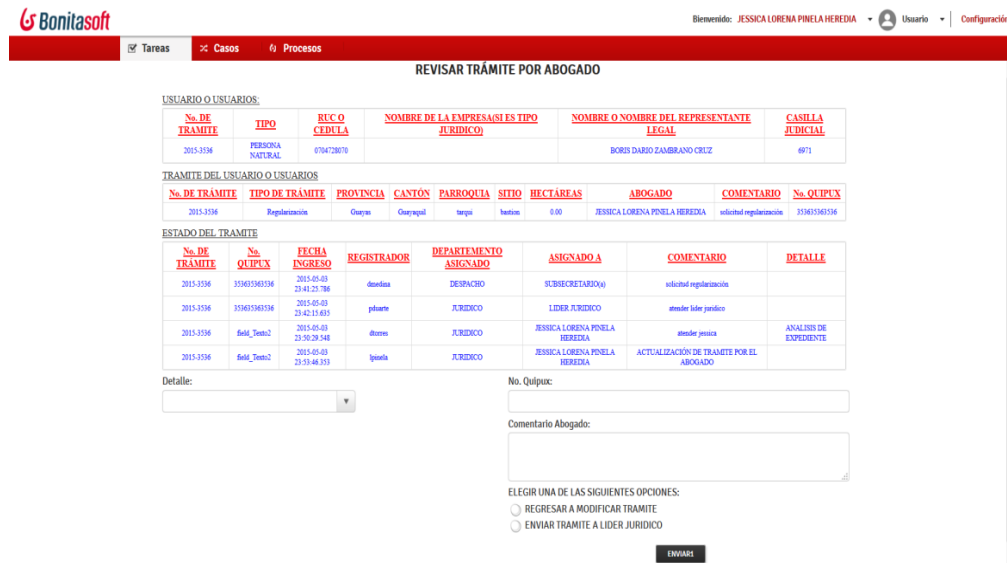 Bonitasoft
Bienvenido: JESSICA LORENA PINELA HEREDIA Usuario Configuración
Tareas Casos Procesos
REVISAR TRÁMITE POR ABOGADO
USUARIO O USUARIOS:
No. DE TRAMITE TIPO RUC O CEDULA NOMBRE DE LA EMPRESA(SI ES TIPO JURIDICO) NOMBRE O NOMBRE DEL REPRESENTANTE LEGAL CASILLA JUDICIAL
2015-3536 PERSONA NATURAL 0704728070 BORIS DARIO ZAMBRANO CRUZ 6971
TRAMITE DEL USUARIO O USUARIOS
No. DE TRÁMITE TIPO DE TRÁMITE PROVINCIA CANTÓN PARROQUIA SITIO HECTÁREAS ABOGADO COMENTARIO No. QUIPUX
2015-3536 Regularización Guayas Guayaquil tarqui bastion 0.00 JESSICA LORENA PINELA HEREDIA solicitud regularización 353635363536
ESTADO DEL TRAMITE
No. DE TRÁMITE No. QUIPUX FECHA INGRESO REGISTRADOR DEPARTEMENTO ASIGNADO ASIGNADO A COMENTARIO DETALLE
2015-3536 353635363536 2015-05-03 23:41:25.786 dmedina DESPACHO SUBSECRETARIO(a) solicitud regularización
2015-3536 353635363536 2015-05-03 23:42:15.635 pduarte JURIDICO LIDER JURIDICO atender lider juridico
2015-3536 field_Texto2 2015-05-03 23:50:29.548 dtorres JURIDICO JESSICA LORENA PINELA HEREDIA atender jessica ANALISIS DE EXPEDIENTE
2015-3536 field_Texto2 2015-05-03 23:53:46.353 lpinela JURIDICO JESSICA LORENA PINELA HEREDIA ACTUALIZACIÓN DE TRAMITE POR EL ABOGADO
Detalle: No. Quipux:
Comentario Abogado:
ELEGIR UNA DE LAS SIGUIENTES OPCIONES:
REGRESAR A MODIFICAR TRAMITE
ENVIAR TRAMITE A LIDER JURIDICO
ENVIAR1